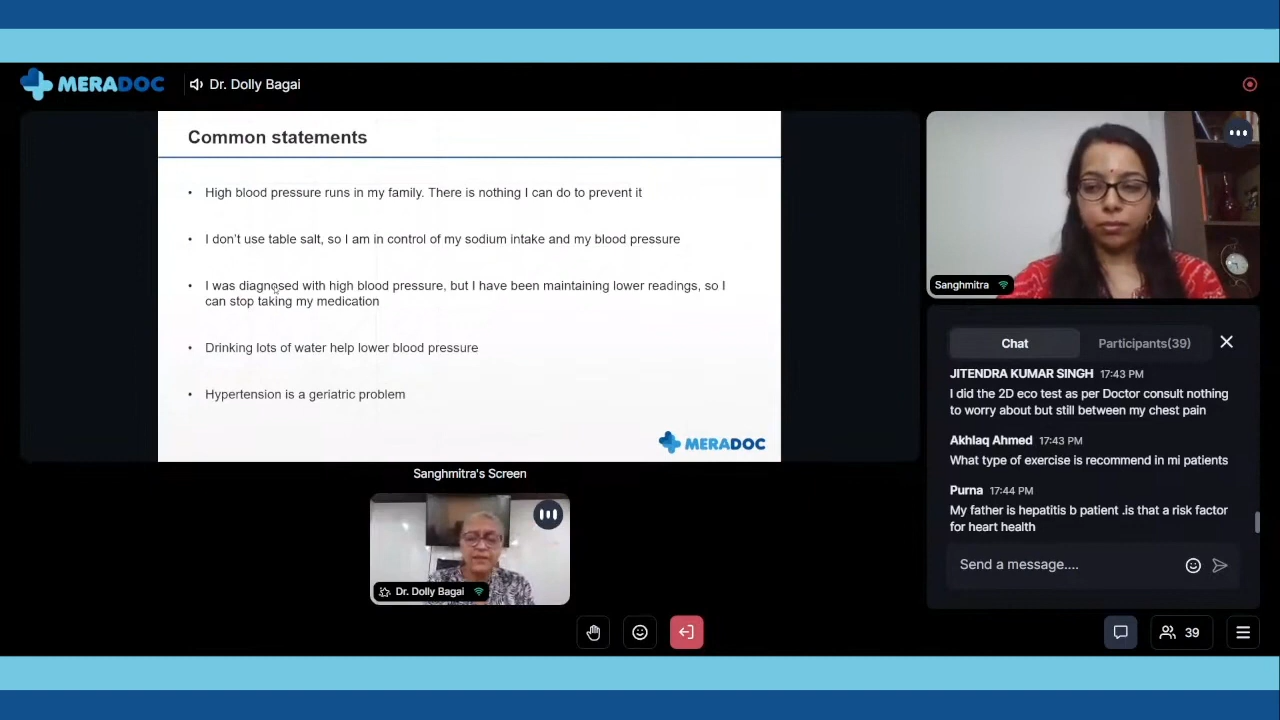 MERADOC
Dr. Dolly Bagai
Common statements
• High blood pressure runs in my family. There is nothing I can do to prevent it
• I don't use table salt, so I am in control of my sodium intake and my blood pressure
• I was diagnosed with high blood pressure, but I have been maintaining lower readings, so I
can stop taking my medication
• Drinking lots of water help lower blood pressure
• Hypertension is a geriatric problem
MERADOC
Sanghmitra's Screen
Dr. Dolly Bagai
Sanghmitra
Chat
Participants(39)
JITENDRA KUMAR SINGH 17:43 PM
I did the 2D eco test as per Doctor consult nothing
to worry about but still between my chest pain
Akhlaq Ahmed 17:43 PM
What type of exercise is recommend in mi patients
Purna 17:44 PM
My father is hepatitis b patient .is that a risk factor
for heart health
Send a message....
39